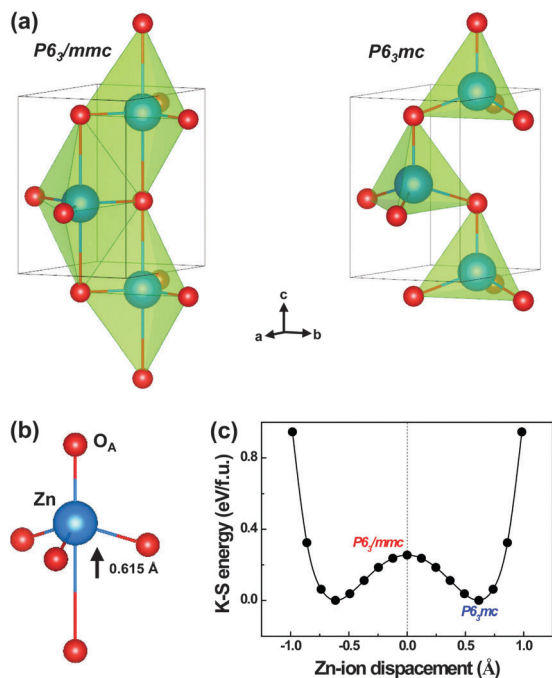 (a)
P6₃/mmc
P6₃mc
c
a
b
(b)
O_A
Zn
0.615 Å
(c)
K-S energy (eV/f.u.)
0.8
0.4
0.0
P6₃/mmc
P6₃mc
-1.0 -0.5 0.0 0.5 1.0
Zn-ion dispacement (Å)